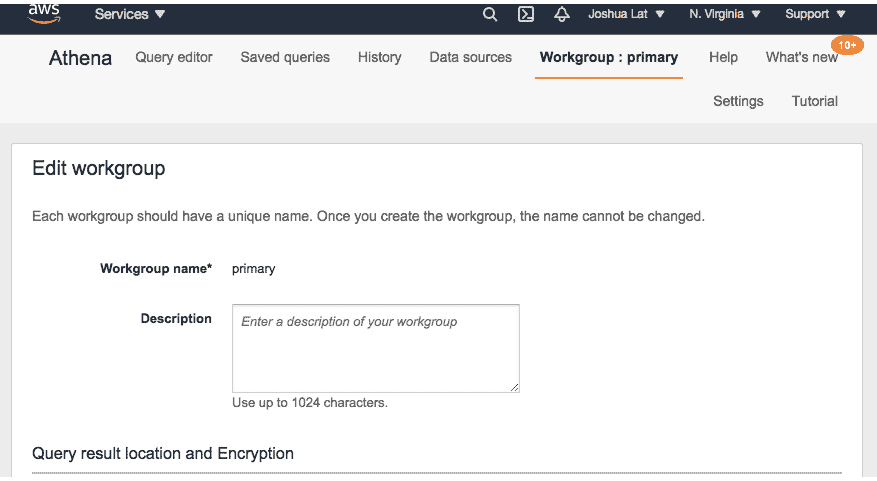 aws Services Joshua Lat N. Virginia Support
Athena Query editor Saved queries History Data sources Workgroup : primary Help What's new 10+
Settings Tutorial
Edit workgroup
Each workgroup should have a unique name. Once you create the workgroup, the name cannot be changed.
Workgroup name* primary
Description Enter a description of your workgroup
Use up to 1024 characters.
Query result location and Encryption